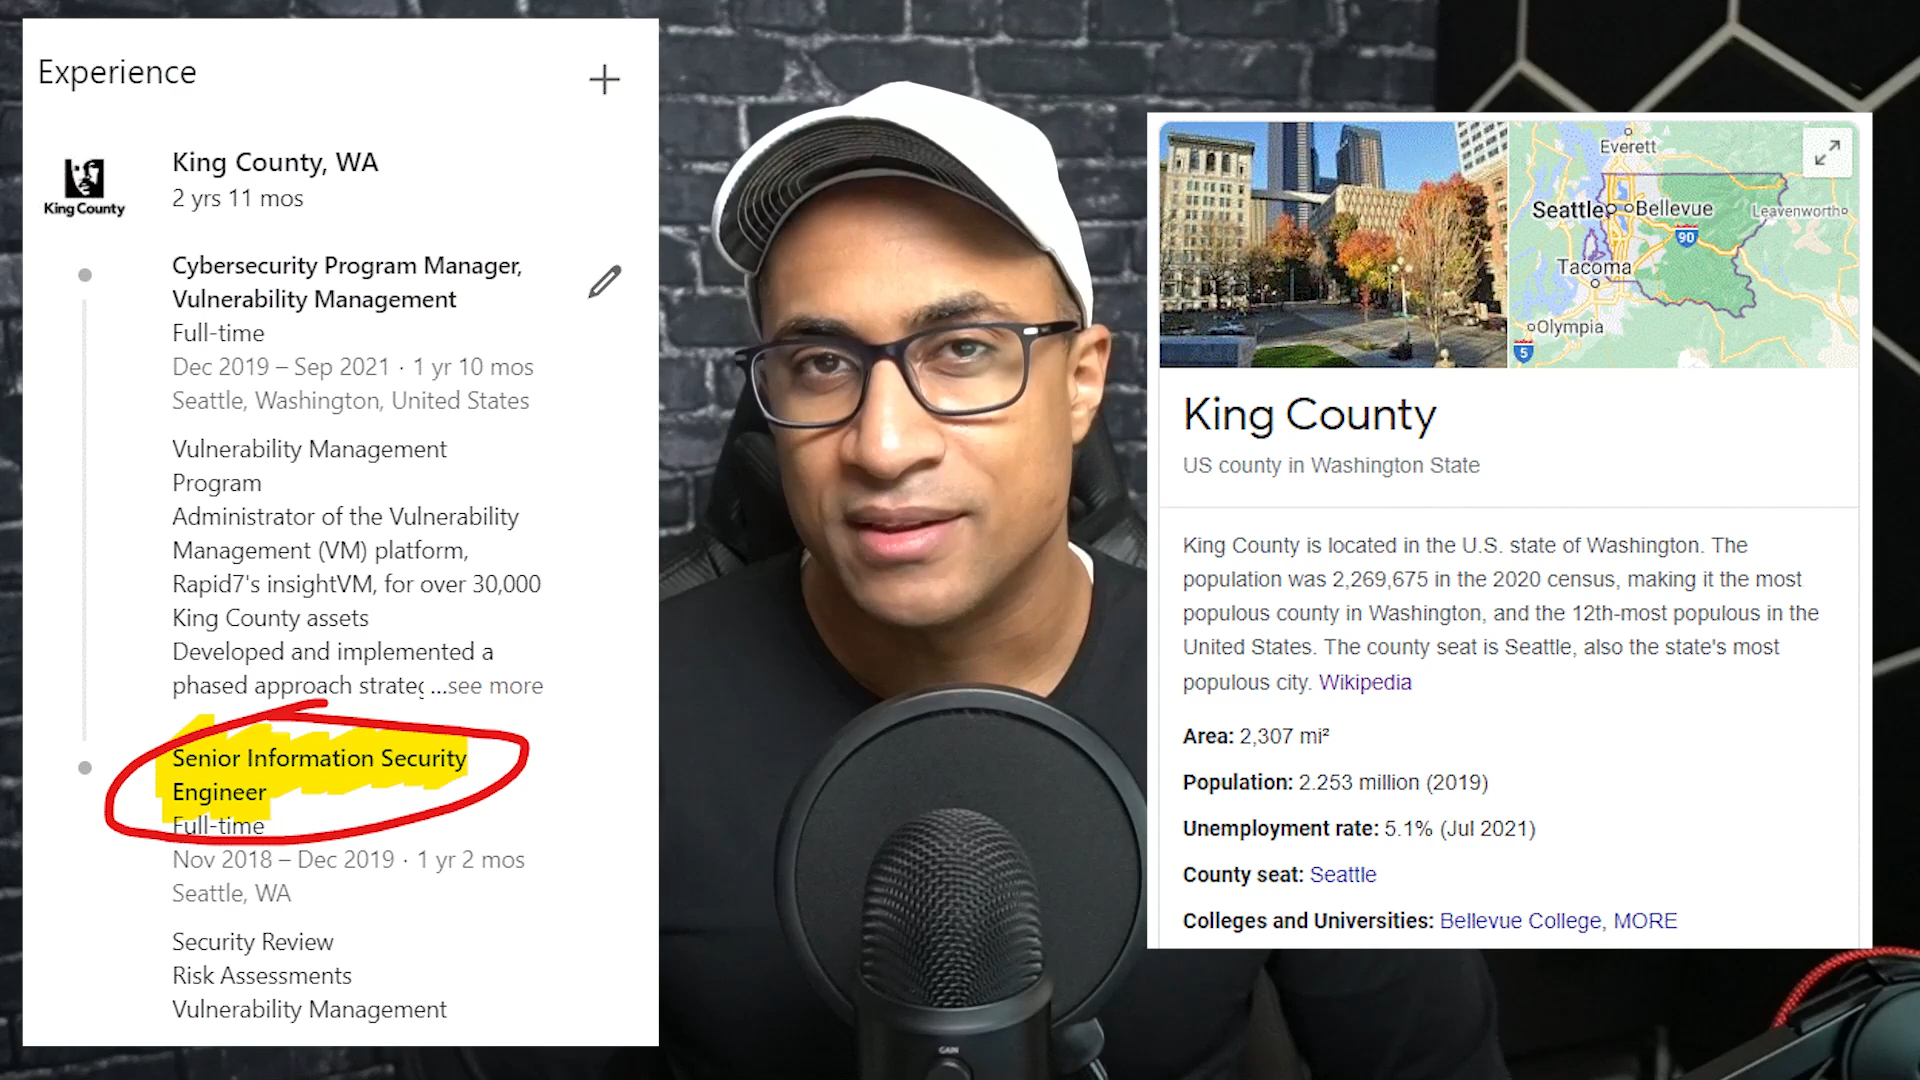 Experience
King County, WA
2 yrs 11 mos
King County
Cybersecurity Program Manager,
Vulnerability Management
Full-time
Dec 2019 – Sep 2021 · 1 yr 10 mos
Seattle, Washington, United States
Vulnerability Management
Program
Administrator of the Vulnerability
Management (VM) platform,
Rapid7's insightVM, for over 30,000
King County assets
Developed and implemented a
phased approach strateg ...see more
Senior Information Security
Engineer
Full-time
Nov 2018 – Dec 2019 · 1 yr 2 mos
Seattle, WA
Security Review
Risk Assessments
Vulnerability Management
GAIN
Everett
Seattle
Bellevue
Leavenworth
90
Tacoma
Olympia
5
King County
US county in Washington State
King County is located in the U.S. state of Washington. The
population was 2,269,675 in the 2020 census, making it the most
populous county in Washington, and the 12th-most populous in the
United States. The county seat is Seattle, also the state's most
populous city. Wikipedia
Area: 2,307 mi²
Population: 2.253 million (2019)
Unemployment rate: 5.1% (Jul 2021)
County seat: Seattle
Colleges and Universities: Bellevue College, MORE